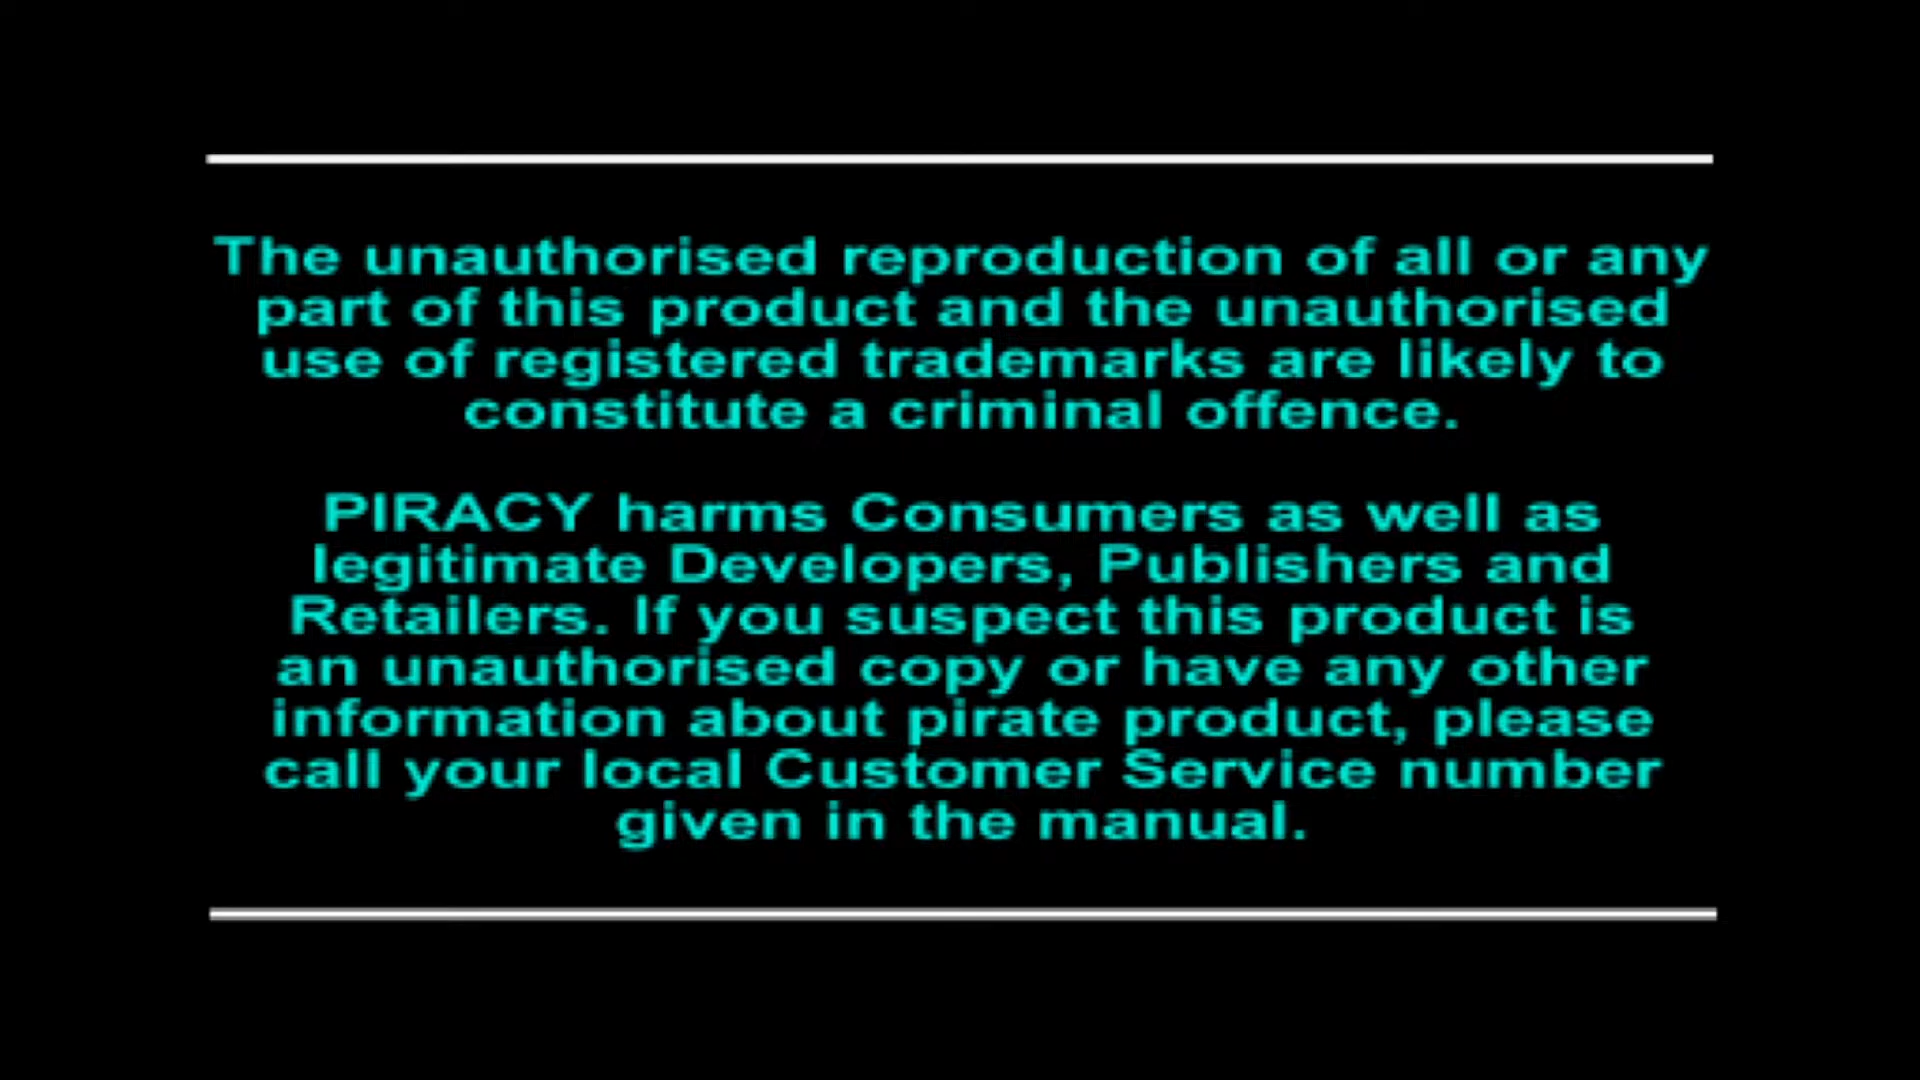 The unauthorised reproduction of all or any
part of this product and the unauthorised
use of registered trademarks are likely to
constitute a criminal offence.
PIRACY harms Consumers as well as
legitimate Developers, Publishers and
Retailers. If you suspect this product is
an unauthorised copy or have any other
information about pirate product, please
call your local Customer Service number
given in the manual.